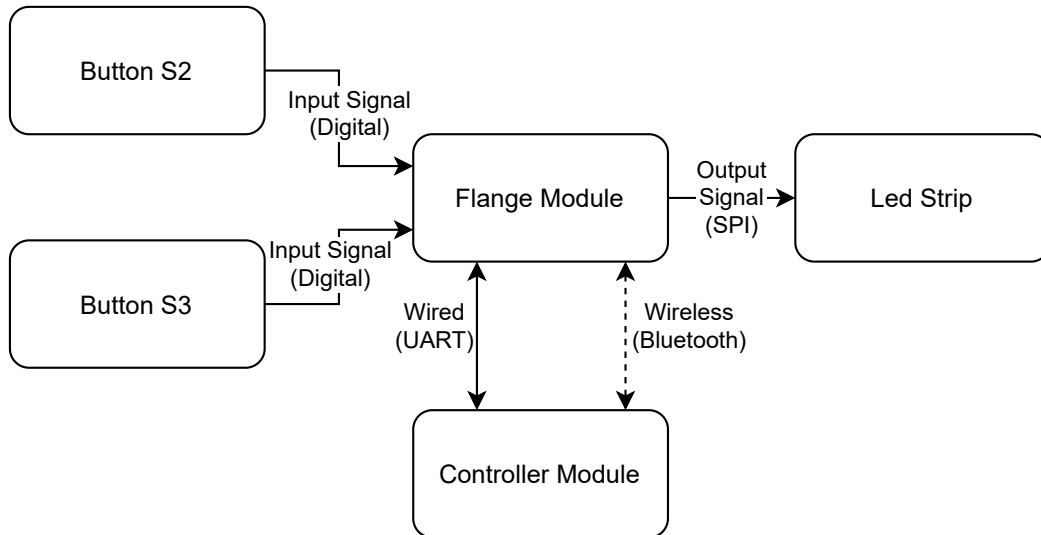 Button S2
Input Signal
(Digital)
Flange Module
Output
Signal
(SPI)
Led Strip
Button S3
Input Signal
(Digital)
Wired
(UART)
Wireless
(Bluetooth)
Controller Module